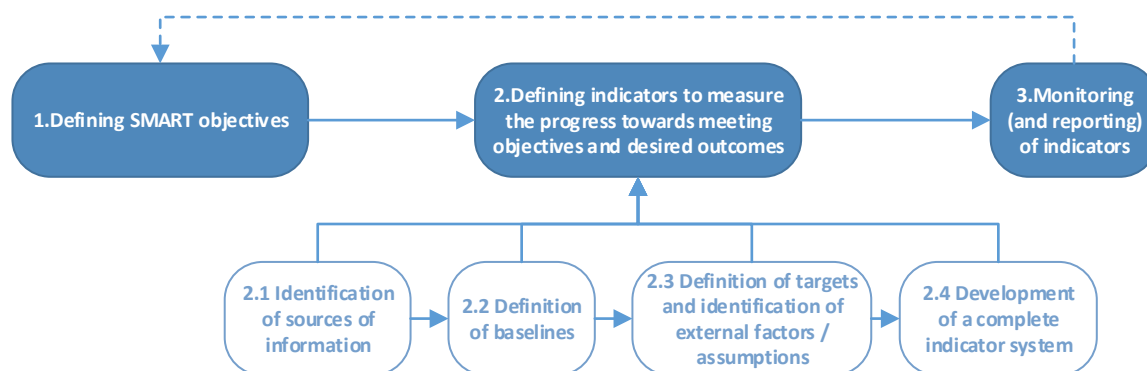 1.Defining SMART objectives
2.Defining indicators to measure
the progress towards meeting
objectives and desired outcomes
3.Monitoring
(and reporting)
of indicators
2.1 Identification
of sources of
information
2.2 Definition
of baselines
2.3 Definition of targets
and identification of
external factors /
assumptions
2.4 Development
of a complete
indicator system